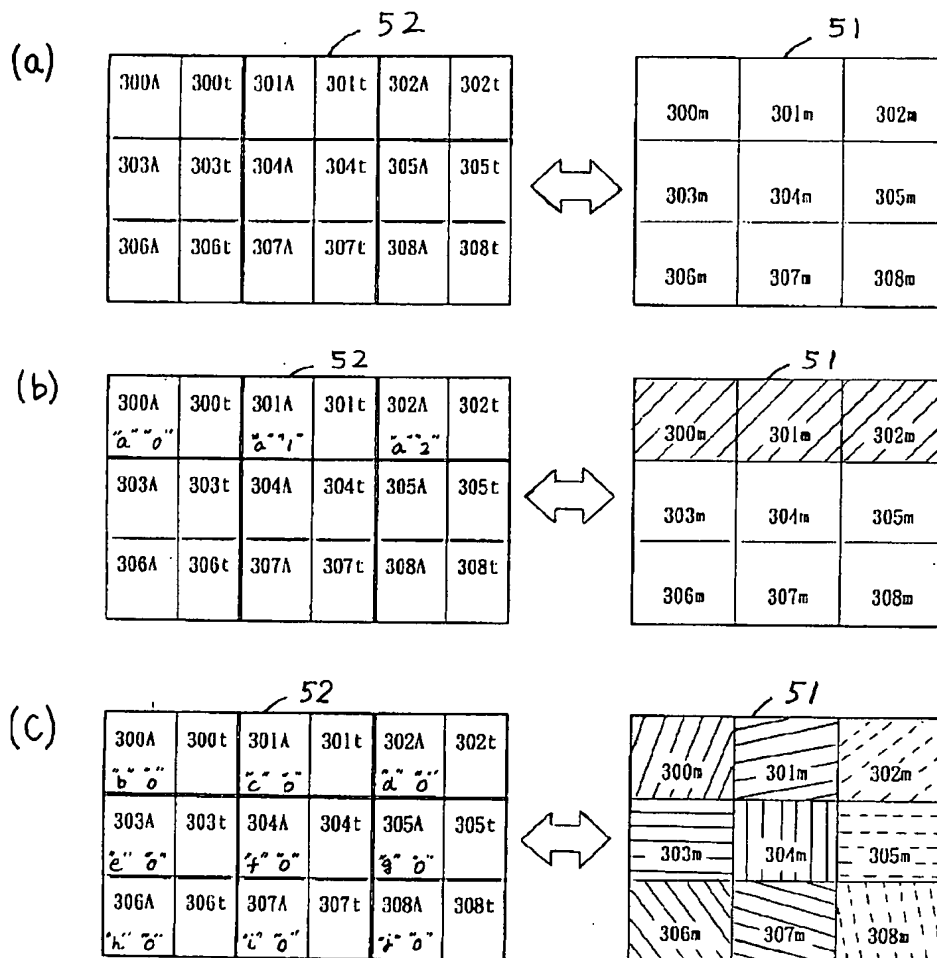 (a)
52
51
300A 300t 301A 301t 302A 302t
300m 301m 302m
303A 303t 304A 304t 305A 305t
303m 304m 305m
306A 306t 307A 307t 308A 308t
306m 307m 308m
(b)
52
51
300A 300t 301A 301t 302A 302t
"a" "0" "a" "1" "a" "2"
300m 301m 302m
303A 303t 304A 304t 305A 305t
303m 304m 305m
306A 306t 307A 307t 308A 308t
306m 307m 308m
(c)
52
51
300A 300t 301A 301t 302A 302t
"b" "0" "c" "0" "d" "0"
300m 301m 302m
303A 303t 304A 304t 305A 305t
"e" "0" "f" "0" "g" "0"
303m 304m 305m
306A 306t 307A 307t 308A 308t
"h" "0" "i" "0" "j" "0"
306m 307m 308m